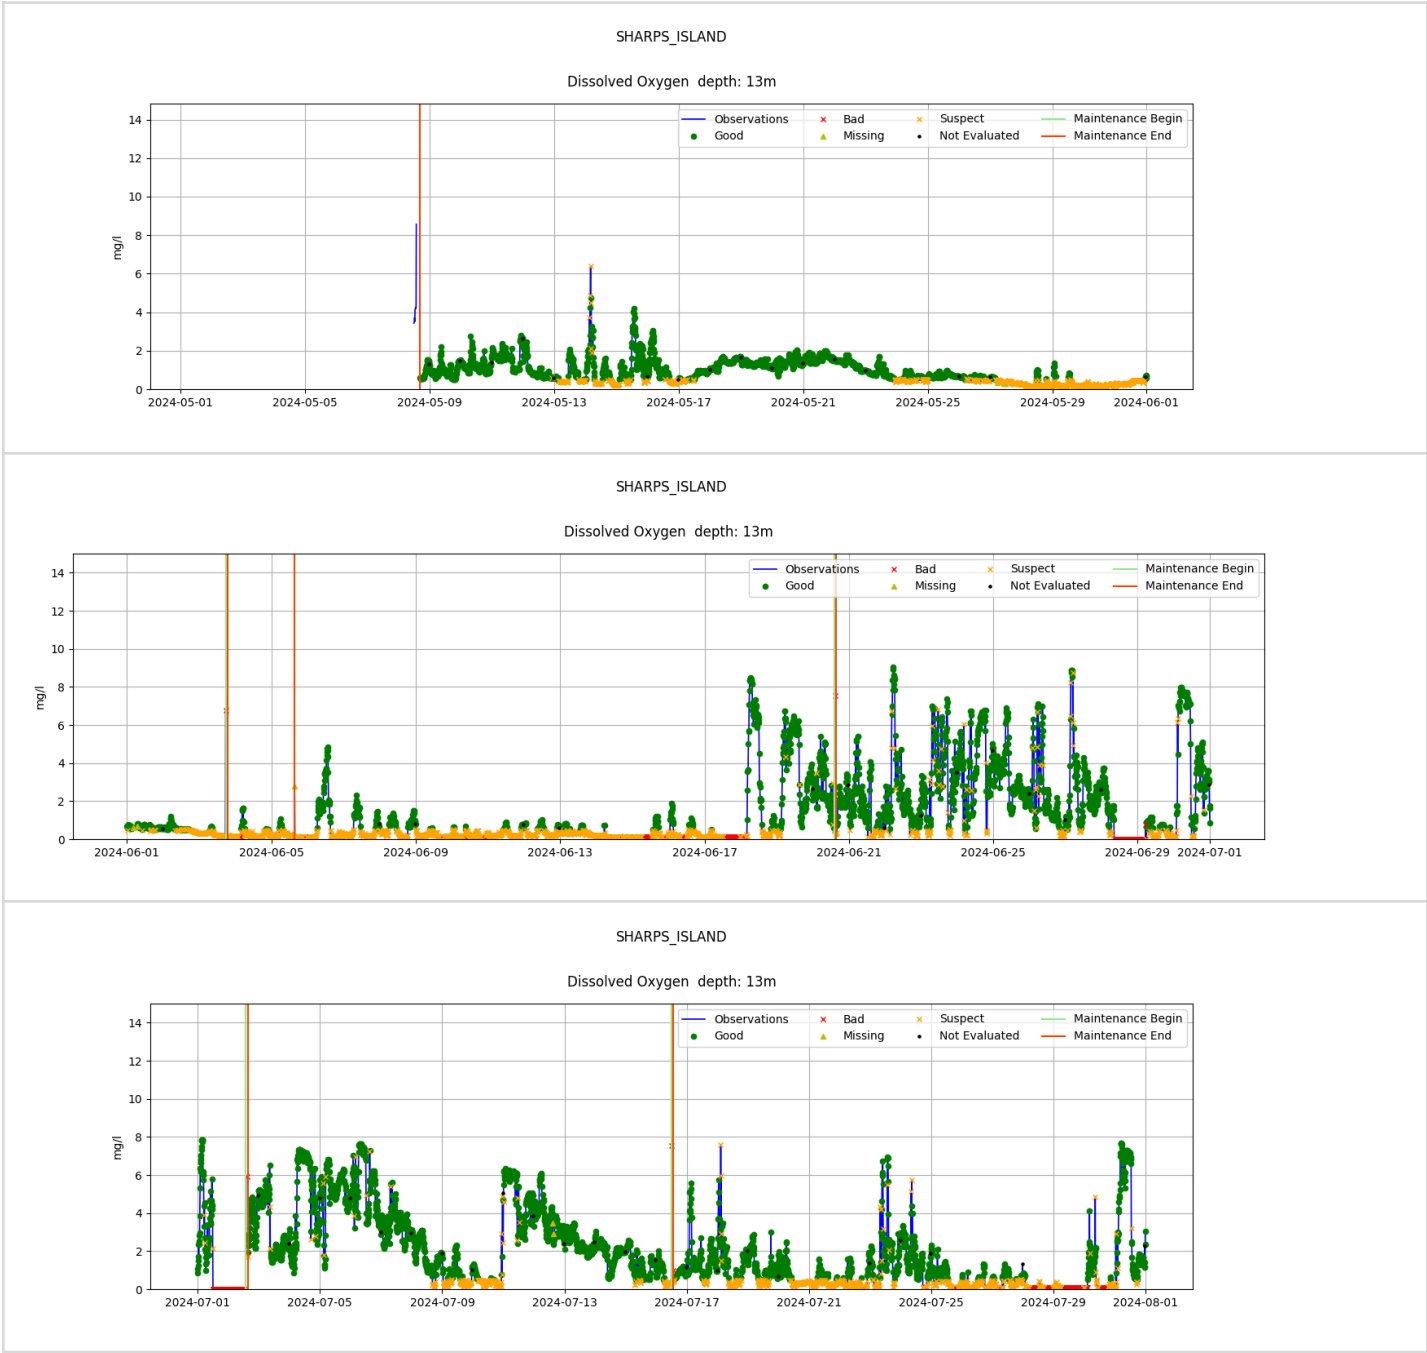 SHARPS_ISLAND
Dissolved Oxygen  depth: 13m
Observations Bad Suspect Maintenance Begin
Good Missing Not Evaluated Maintenance End
14
12
10
8
6
4
2
0
mg/l
2024-05-01 2024-05-05 2024-05-09 2024-05-13 2024-05-17 2024-05-21 2024-05-25 2024-05-29 2024-06-01
SHARPS_ISLAND
Dissolved Oxygen  depth: 13m
Observations Bad Suspect Maintenance Begin
Good Missing Not Evaluated Maintenance End
14
12
10
8
6
4
2
0
mg/l
2024-06-01 2024-06-05 2024-06-09 2024-06-13 2024-06-17 2024-06-21 2024-06-25 2024-06-29 2024-07-01
SHARPS_ISLAND
Dissolved Oxygen  depth: 13m
Observations Bad Suspect Maintenance Begin
Good Missing Not Evaluated Maintenance End
14
12
10
8
6
4
2
0
mg/l
2024-07-01 2024-07-05 2024-07-09 2024-07-13 2024-07-17 2024-07-21 2024-07-25 2024-07-29 2024-08-01